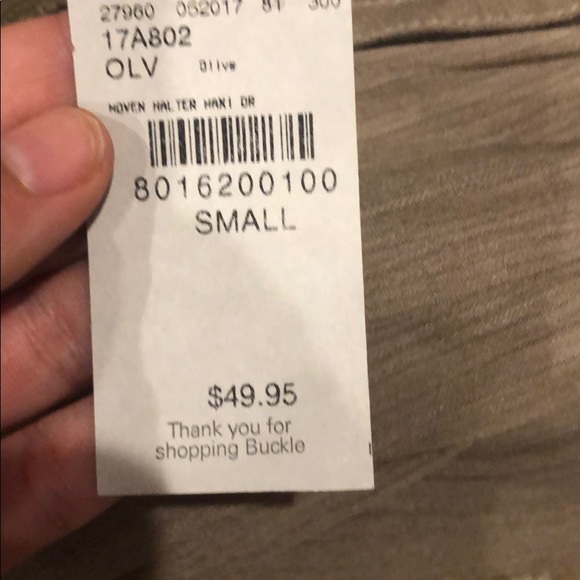 27960 052017 81 300
17A802
OLV Olive
WOVEN HALTER MAXI DR
8016200100
SMALL
$49.95
Thank you for
shopping Buckle